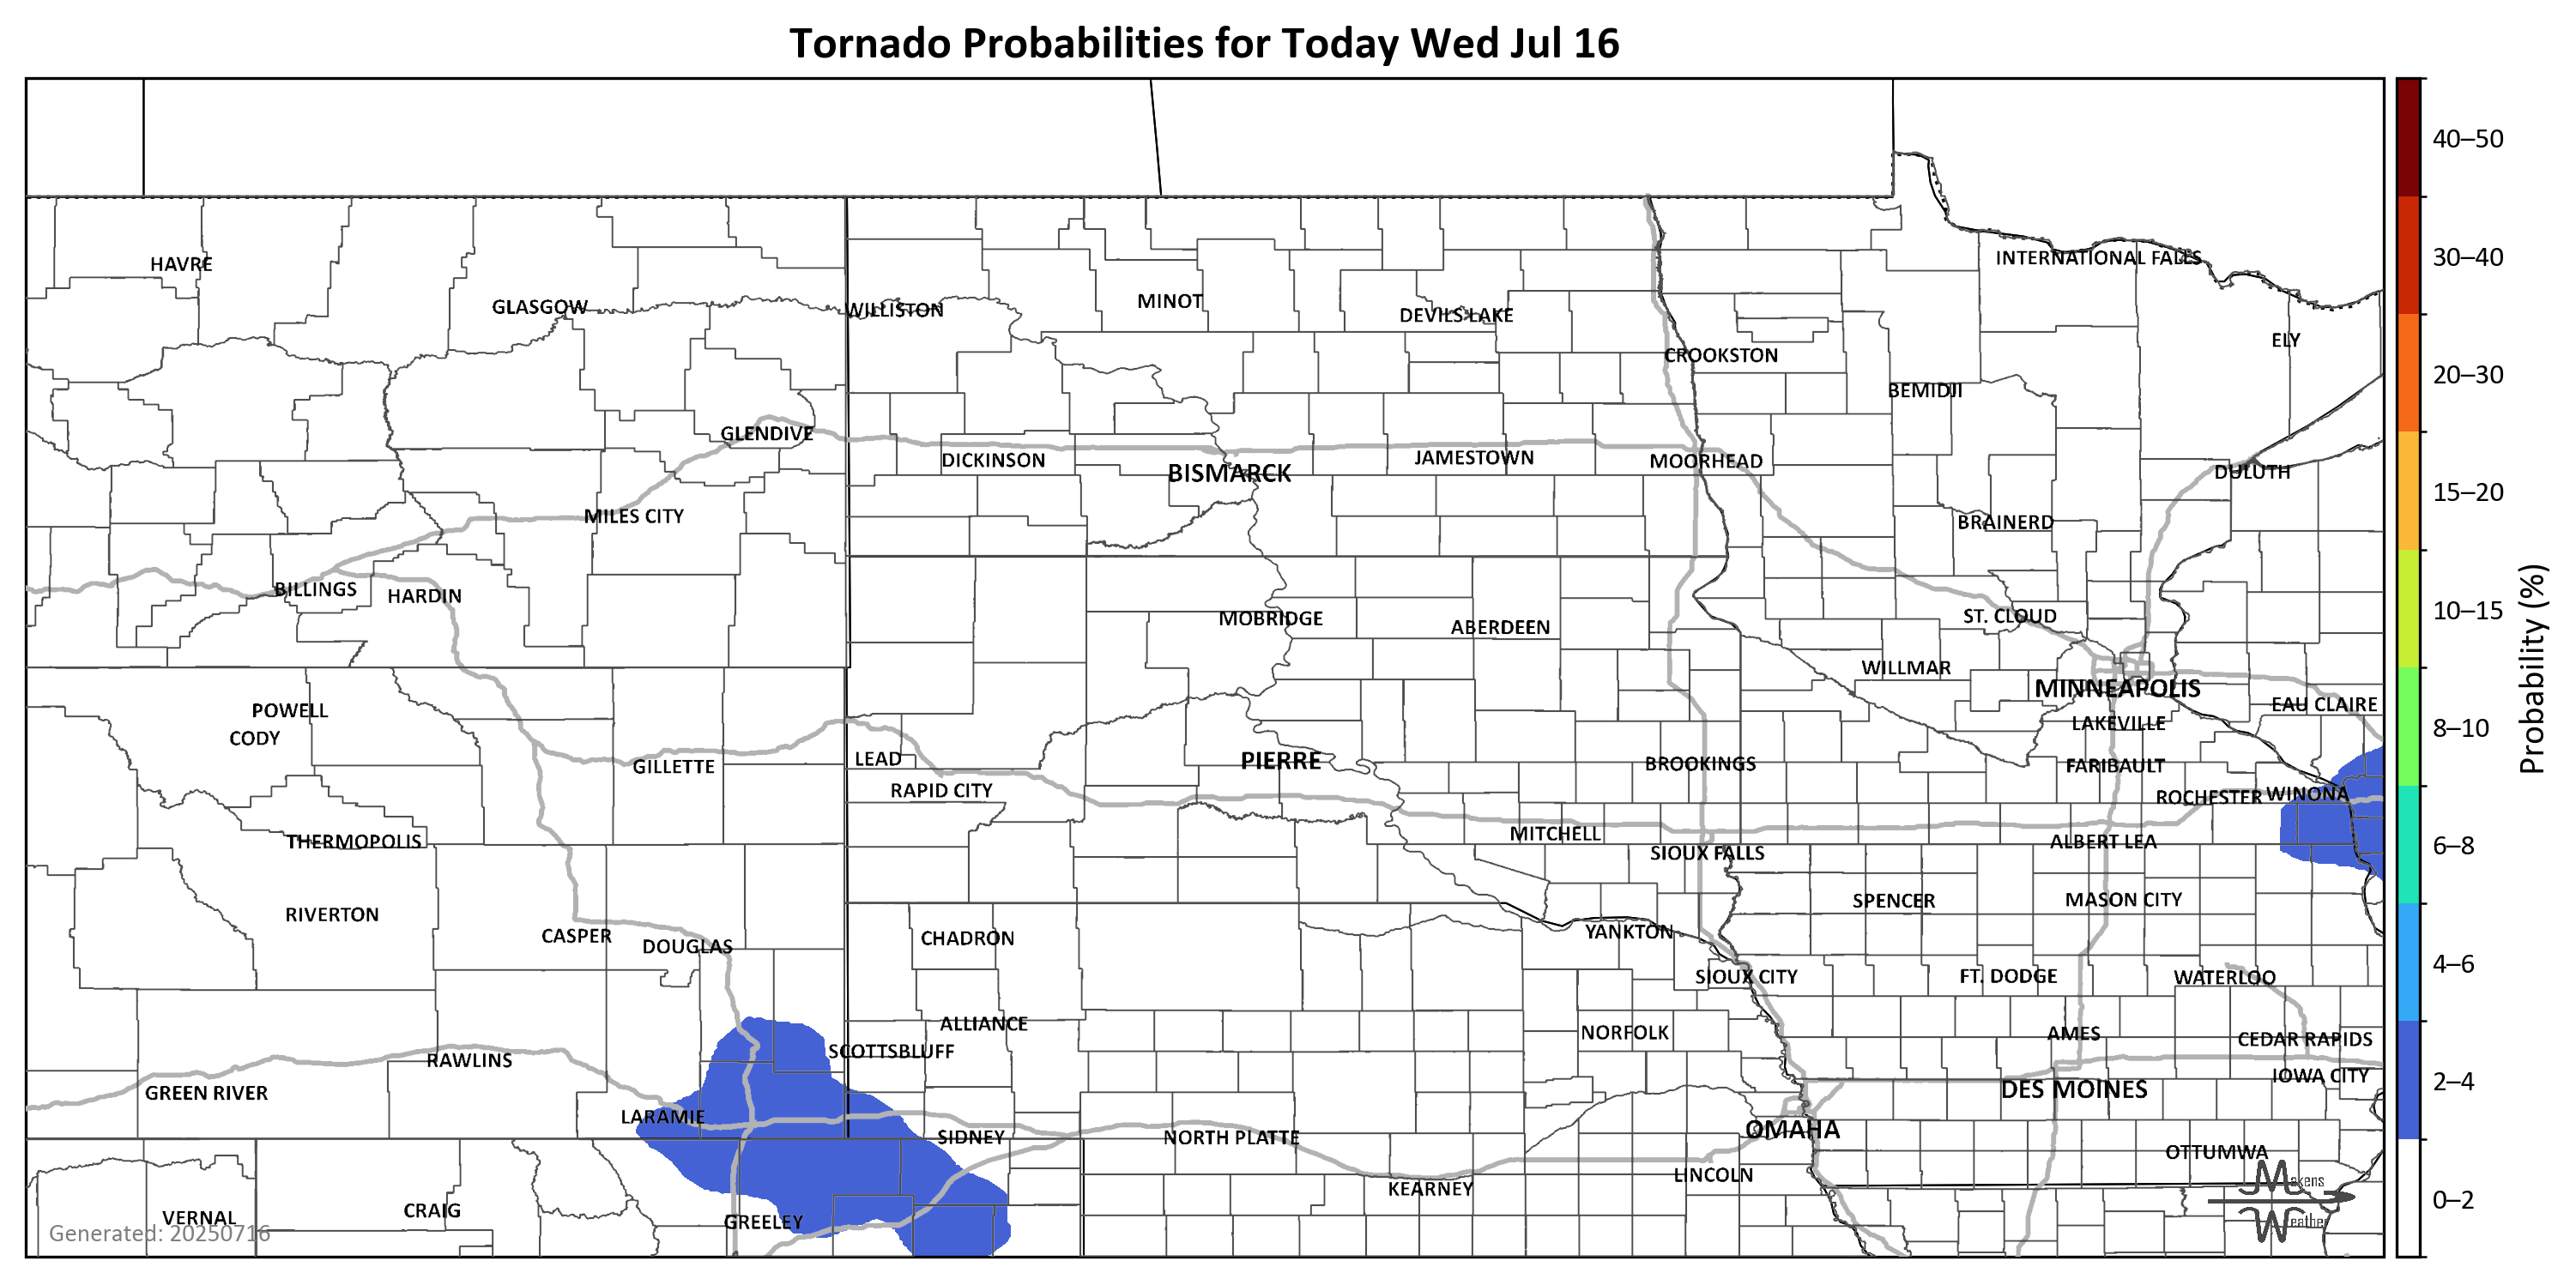 Tornado Probabilities for Today Wed Jul 16
HAVRE
GLASGOW
WILLISTON
MINOT
DEVILS LAKE
INTERNATIONAL FALLS
ELY
CROOKSTON
BEMIDJI
GLENDIVE
DICKINSON
BISMARCK
JAMESTOWN
MOORHEAD
DULUTH
MILES CITY
BRAINERD
BILLINGS
HARDIN
MOBRIDGE
ABERDEEN
ST. CLOUD
WILLMAR
MINNEAPOLIS
EAU CLAIRE
POWELL
CODY
LAKEVILLE
GILLETTE
LEAD
PIERRE
BROOKINGS
FARIBAULT
RAPID CITY
ROCHESTER
WINONA
THERMOPOLIS
MITCHELL
ALBERT LEA
SIOUX FALLS
RIVERTON
SPENCER
MASON CITY
CASPER
DOUGLAS
CHADRON
YANKTON
SIOUX CITY
FT. DODGE
WATERLOO
ALLIANCE
NORFOLK
AMES
CEDAR RAPIDS
SCOTTSBLUFF
RAWLINS
GREEN RIVER
DES MOINES
IOWA CITY
LARAMIE
SIDNEY
NORTH PLATTE
OMAHA
OTTUMWA
LINCOLN
KEARNEY
VERNAL
CRAIG
GREELEY
Generated: 20250716
Makens
Weather
40–50
30–40
20–30
15–20
10–15
8–10
6–8
4–6
2–4
0–2
Probability (%)